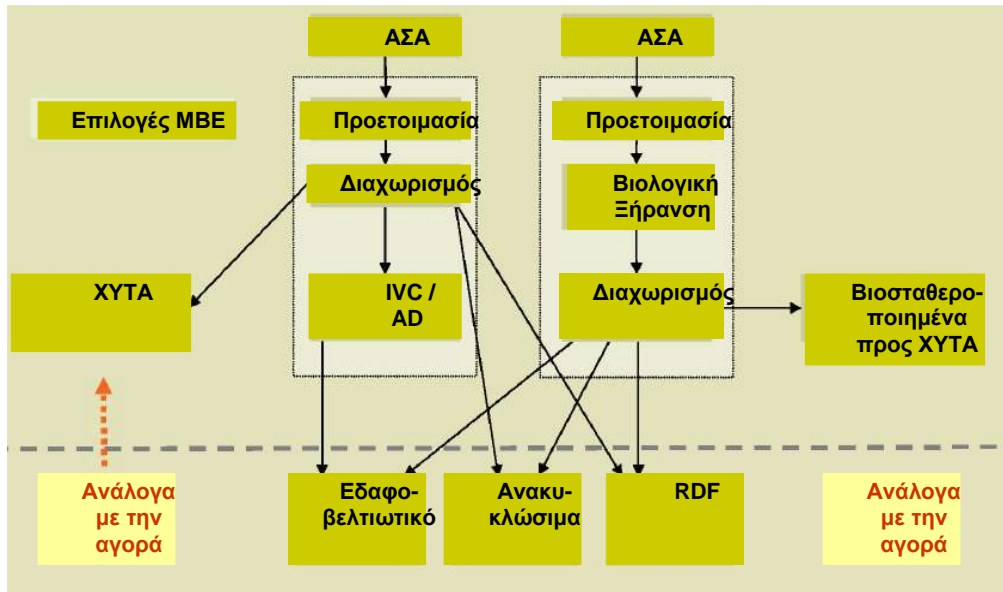 ΑΣΑ
ΑΣΑ
Επιλογές ΜΒΕ
Προετοιμασία
Προετοιμασία
Διαχωρισμός
Βιολογική
Ξήρανση
ΧΥΤΑ
IVC /
AD
Διαχωρισμός
Βιοσταθερο-
ποιημένα
προς ΧΥΤΑ
Ανάλογα
με την
αγορά
Εδαφο-
βελτιωτικό
Ανακυ-
κλώσιμα
RDF
Ανάλογα
με την
αγορά